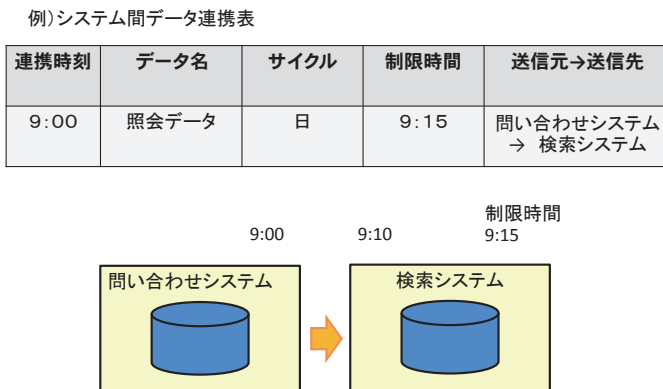 例)システム間データ連携表
連携時刻 データ名 サイクル 制限時間 送信元→送信先
9:00 照会データ 日 9:15 問い合わせシステム
→ 検索システム
制限時間
9:00 9:10 9:15
問い合わせシステム 検索システム